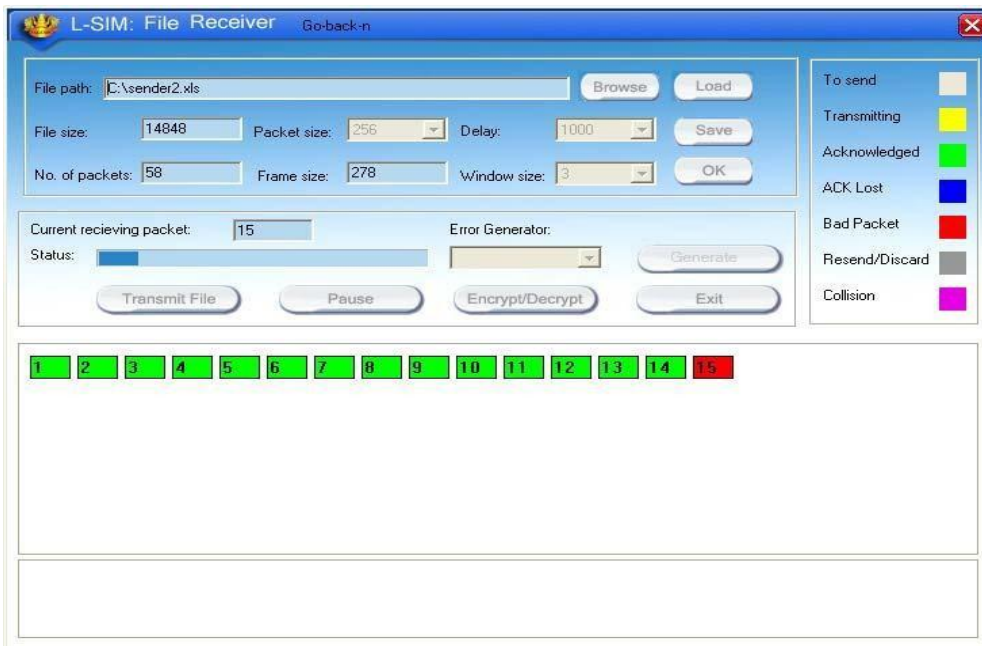 L-SIM: File Receiver Go-back-n
File path: C:\sender2.xls Browse Load
File size: 14848 Packet size: 256 Delay: 1000 Save
No. of packets: 58 Frame size: 278 Window size: 3 OK
Current recieving packet: 15 Error Generator:
Status: Generate
Transmit File Pause Encrypt/Decrypt Exit
To send
Transmitting
Acknowledged
ACK Lost
Bad Packet
Resend/Discard
Collision
1 2 3 4 5 6 7 8 9 10 11 12 13 14 15